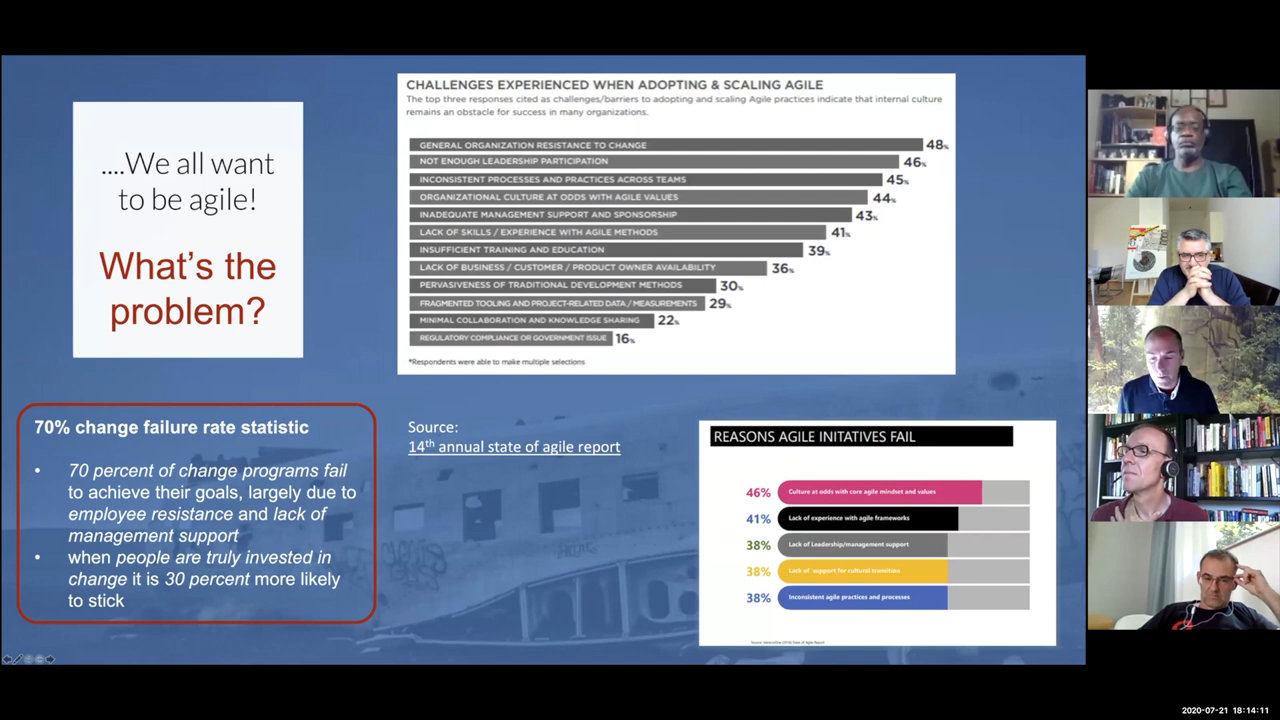 ....We all want
to be agile!
What's the
problem?
CHALLENGES EXPERIENCED WHEN ADOPTING & SCALING AGILE
The top three responses cited as challenges/barriers to adopting and scaling Agile practices indicate that internal culture
remains an obstacle for success in many organizations.
GENERAL ORGANIZATION RESISTANCE TO CHANGE 48%
NOT ENOUGH LEADERSHIP PARTICIPATION 46%
INCONSISTENT PROCESSES AND PRACTICES ACROSS TEAMS 45%
ORGANIZATIONAL CULTURE AT ODDS WITH AGILE VALUES 44%
INADEQUATE MANAGEMENT SUPPORT AND SPONSORSHIP 43%
LACK OF SKILLS / EXPERIENCE WITH AGILE METHODS 41%
INSUFFICIENT TRAINING AND EDUCATION 39%
LACK OF BUSINESS / CUSTOMER / PRODUCT OWNER AVAILABILITY 36%
PERVASIVENESS OF TRADITIONAL DEVELOPMENT METHODS 30%
FRAGMENTED TOOLING AND PROJECT-RELATED DATA / MEASUREMENTS 29%
MINIMAL COLLABORATION AND KNOWLEDGE SHARING 22%
REGULATORY COMPLIANCE OR GOVERNMENT ISSUE 16%
*Respondents were able to make multiple selections
70% change failure rate statistic
• 70 percent of change programs fail
to achieve their goals, largely due to
employee resistance and lack of
management support
• when people are truly invested in
change it is 30 percent more likely
to stick
Source:
14th annual state of agile report
REASONS AGILE INITATIVES FAIL
46% Culture at odds with core agile mindset and values
41% Lack of experience with agile frameworks
38% Lack of Leadership/management support
38% Lack of support for cultural transition
38% Inconsistent agile practices and processes
2020-07-21 18:14:11